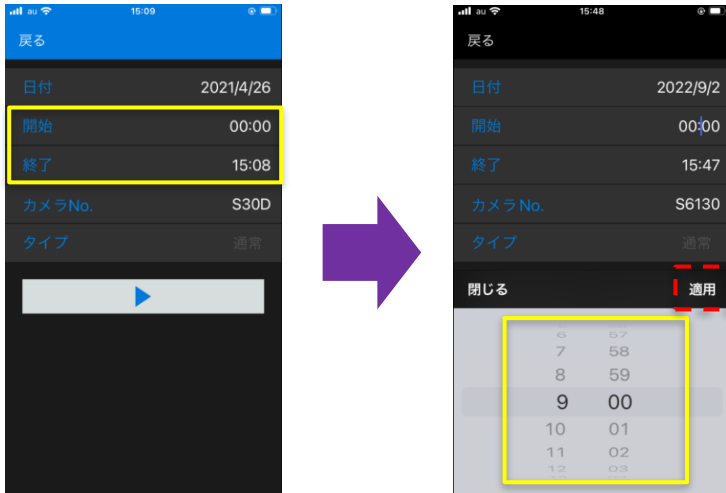 au 15:09
戻る
日付 2021/4/26
開始 00:00
終了 15:08
カメラNo. S30D
タイプ 通常
au 15:48
戻る
日付 2022/9/2
開始 00:00
終了 15:47
カメラNo. S6130
タイプ 通常
閉じる 適用
6 57
7 58
8 59
9 00
10 01
11 02
12 03